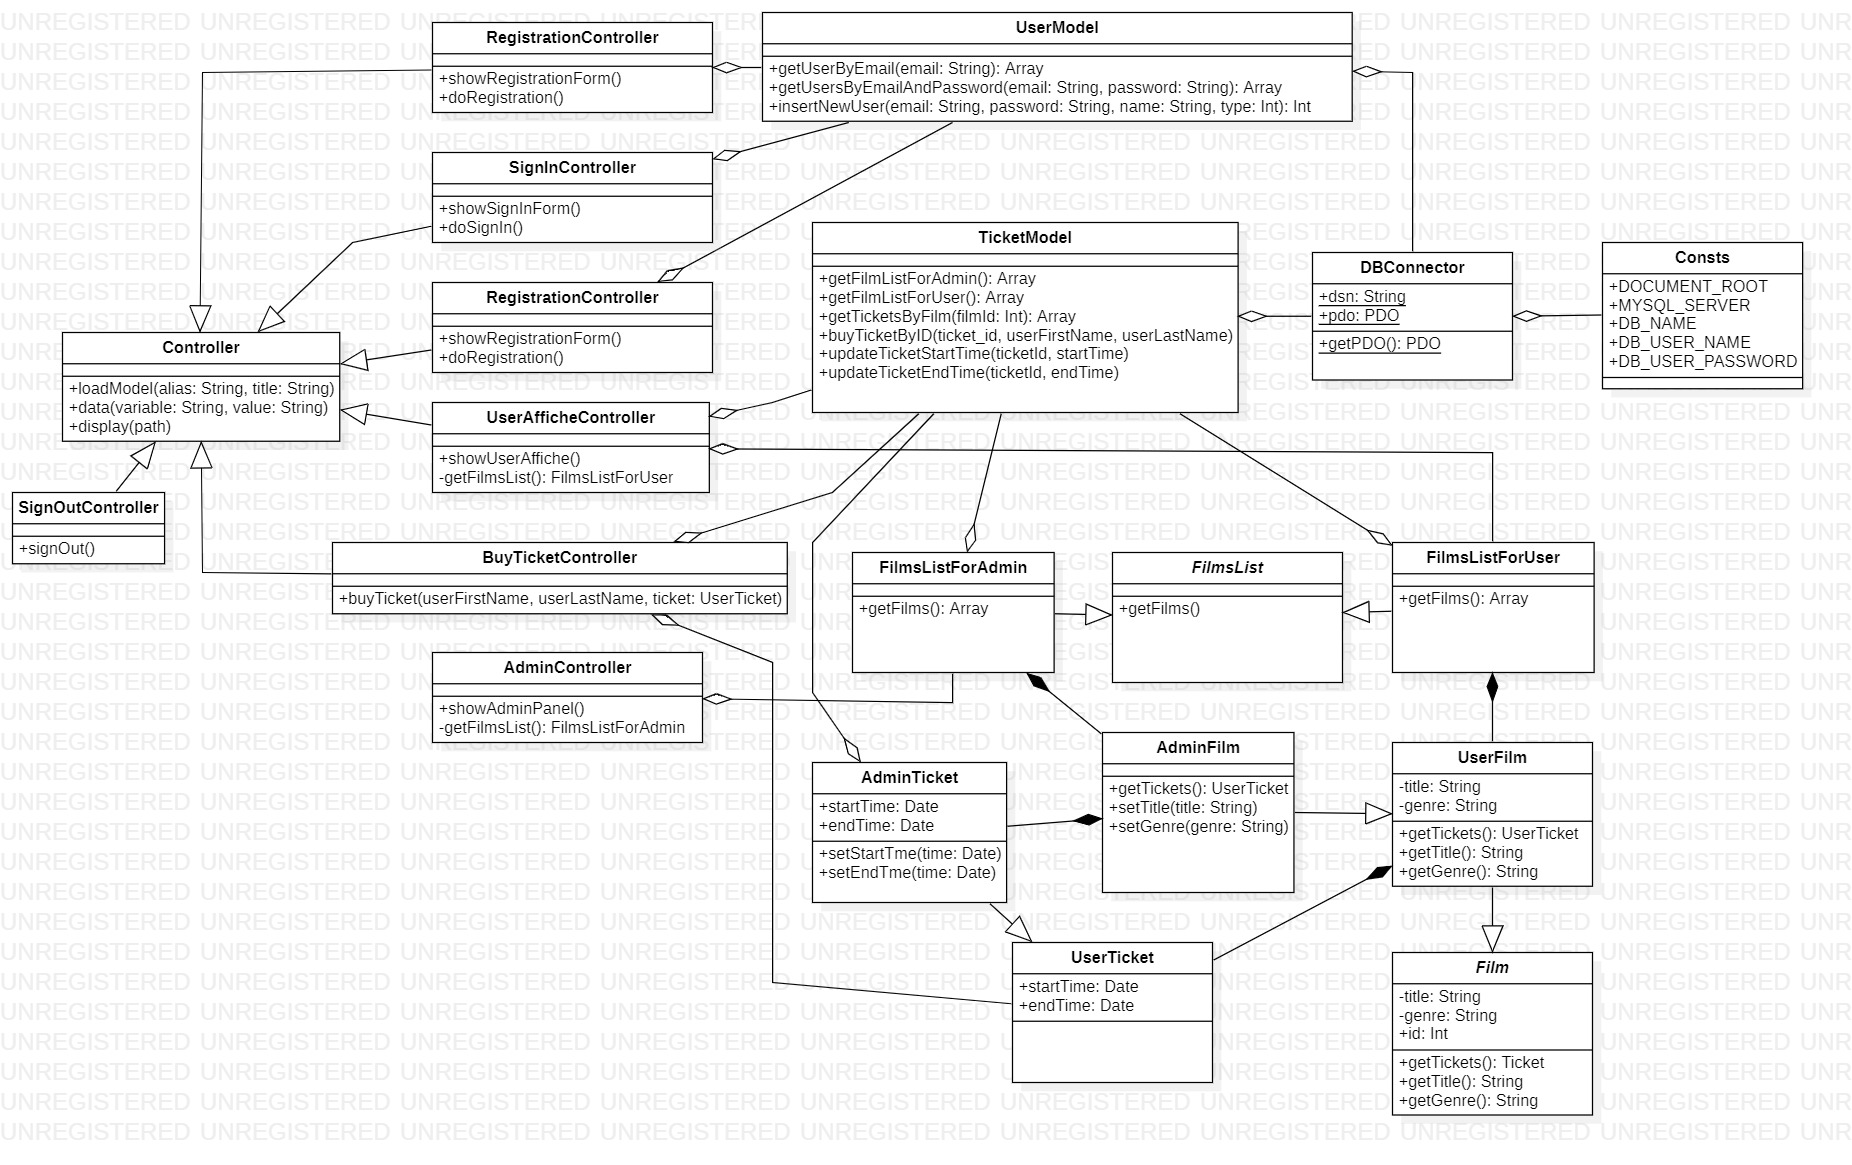 RegistrationController
+showRegistrationForm()
+doRegistration()
UserModel
+getUserByEmail(email: String): Array
+getUsersByEmailAndPassword(email: String, password: String): Array
+insertNewUser(email: String, password: String, name: String, type: Int): Int
SignInController
+showSignInForm()
+doSignIn()
RegistrationController
+showRegistrationForm()
+doRegistration()
TicketModel
+getFilmListForAdmin(): Array
+getFilmListForUser(): Array
+getTicketsByFilm(filmId: Int): Array
+buyTicketByID(ticket_id, userFirstName, userLastName)
+updateTicketStartTime(ticketId, startTime)
+updateTicketEndTime(ticketId, endTime)
DBConnector
+dsn: String
+pdo: PDO
+getPDO(): PDO
Consts
+DOCUMENT_ROOT
+MYSQL_SERVER
+DB_NAME
+DB_USER_NAME
+DB_USER_PASSWORD
Controller
+loadModel(alias: String, title: String)
+data(variable: String, value: String)
+display(path)
UserAfficheController
+showUserAffiche()
-getFilmsList(): FilmsListForUser
SignOutController
+signOut()
BuyTicketController
+buyTicket(userFirstName, userLastName, ticket: UserTicket)
FilmsListForAdmin
+getFilms(): Array
FilmsList
+getFilms()
FilmsListForUser
+getFilms(): Array
AdminController
+showAdminPanel()
-getFilmsList(): FilmsListForAdmin
AdminTicket
+startTime: Date
+endTime: Date
+setStartTme(time: Date)
+setEndTme(time: Date)
AdminFilm
+getTickets(): UserTicket
+setTitle(title: String)
+setGenre(genre: String)
UserFilm
-title: String
-genre: String
+getTickets(): UserTicket
+getTitle(): String
+getGenre(): String
UserTicket
+startTime: Date
+endTime: Date
Film
-title: String
-genre: String
+id: Int
+getTickets(): Ticket
+getTitle(): String
+getGenre(): String
UNREGISTERED